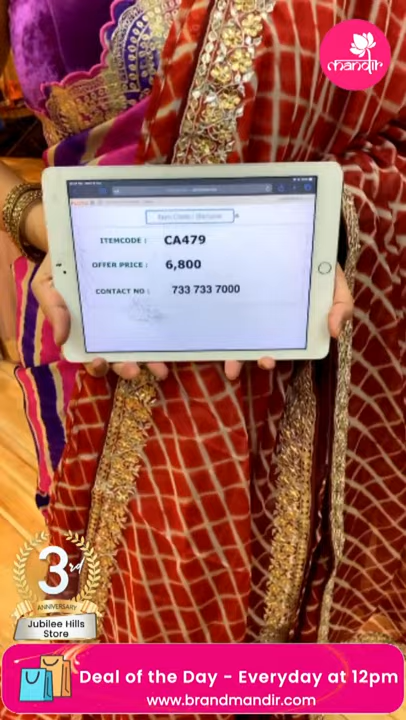 mandir
ITEMCODE : CA479
OFFER PRICE : 6,800
CONTACT NO : 733 733 7000
3rd
ANNIVERSARY
Jubilee Hills
Store
Deal of the Day - Everyday at 12pm
www.brandmandir.com